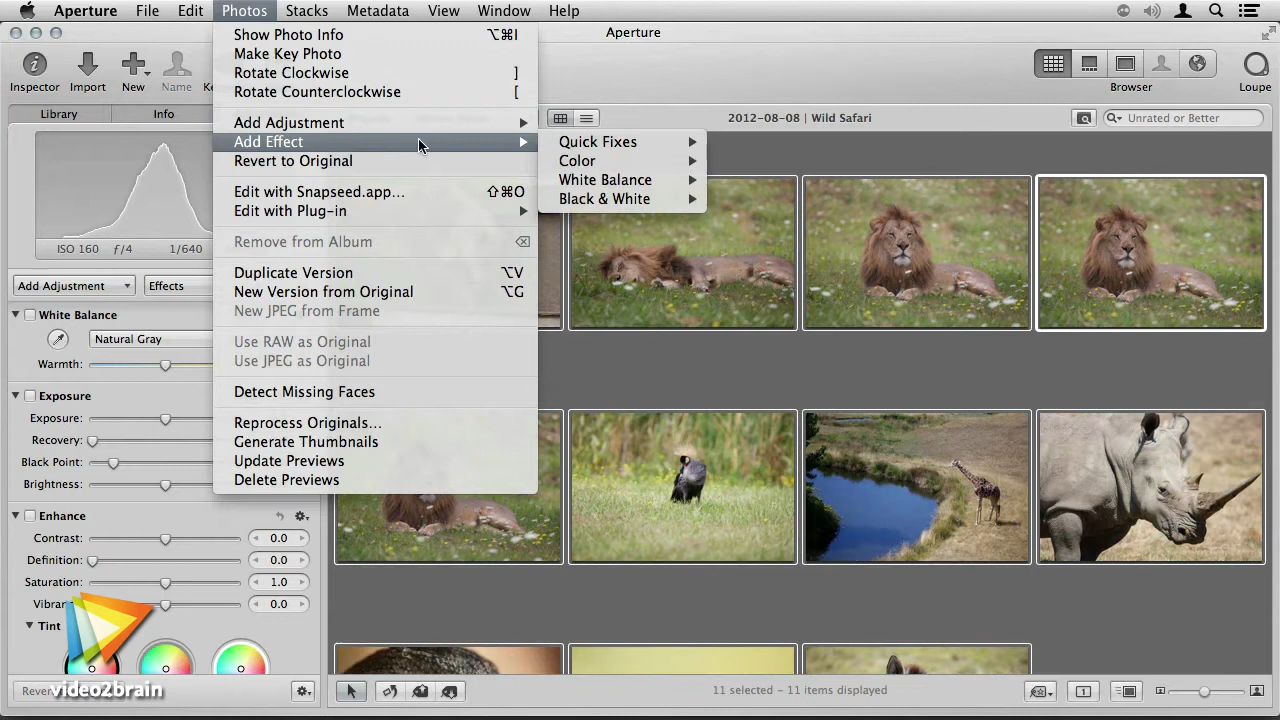 Aperture File Edit Photos Stacks Metadata View Window Help
Aperture
Inspector Import New Name
Browser
Loupe
Library Info
ISO 160 ƒ/4 1/640
Add Adjustment Effects
White Balance
Natural Gray
Warmth:
Exposure
Exposure:
Recovery:
Black Point:
Brightness:
Enhance
Contrast: 0.0
Definition: 0.0
Saturation: 1.0
0.0
Tint
video2brain
Show Photo Info ⌥⌘I
Make Key Photo
Rotate Clockwise ]
Rotate Counterclockwise [
Add Adjustment
Add Effect
Revert to Original
Edit with Snapseed.app... ⇧⌘O
Edit with Plug-in
Remove from Album ⌫
Duplicate Version ⌥V
New Version from Original ⌥G
New JPEG from Frame
Use RAW as Original
Use JPEG as Original
Detect Missing Faces
Reprocess Originals...
Generate Thumbnails
Update Previews
Delete Previews
Quick Fixes
Color
White Balance
Black & White
2012-08-08 | Wild Safari
Unrated or Better
11 selected - 11 items displayed
1